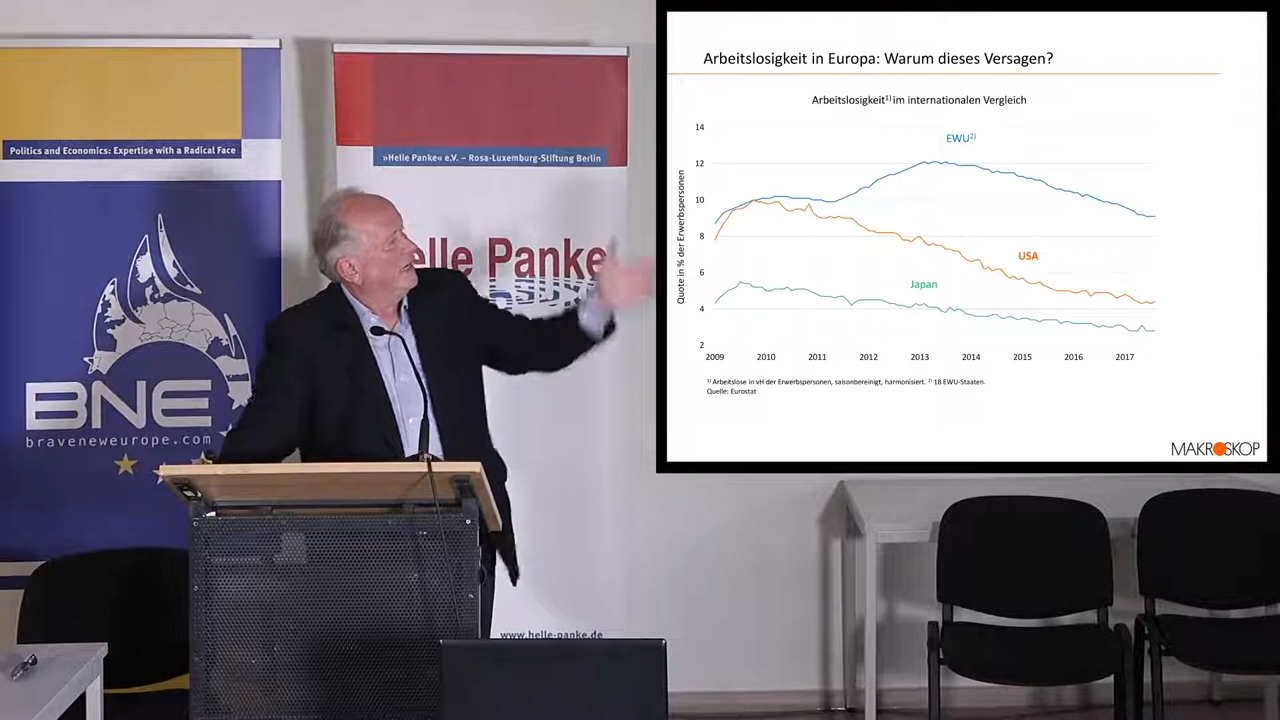 Politics and Economics: Expertise with a Radical Face
BNE
braveneweurope.com
»Helle Panke« e.V. – Rosa-Luxemburg-Stiftung Berlin
elle Panke
www.helle-panke.de
Arbeitslosigkeit in Europa: Warum dieses Versagen?
Arbeitslosigkeit¹⁾ im internationalen Vergleich
Quote in % der Erwerbspersonen
14
12
10
8
6
4
2
EWU²⁾
USA
Japan
2009 2010 2011 2012 2013 2014 2015 2016 2017
¹⁾ Arbeitslose in vH der Erwerbspersonen, saisonbereinigt, harmonisiert. ²⁾ 18 EWU-Staaten.
Quelle: Eurostat
MAKROSKOP